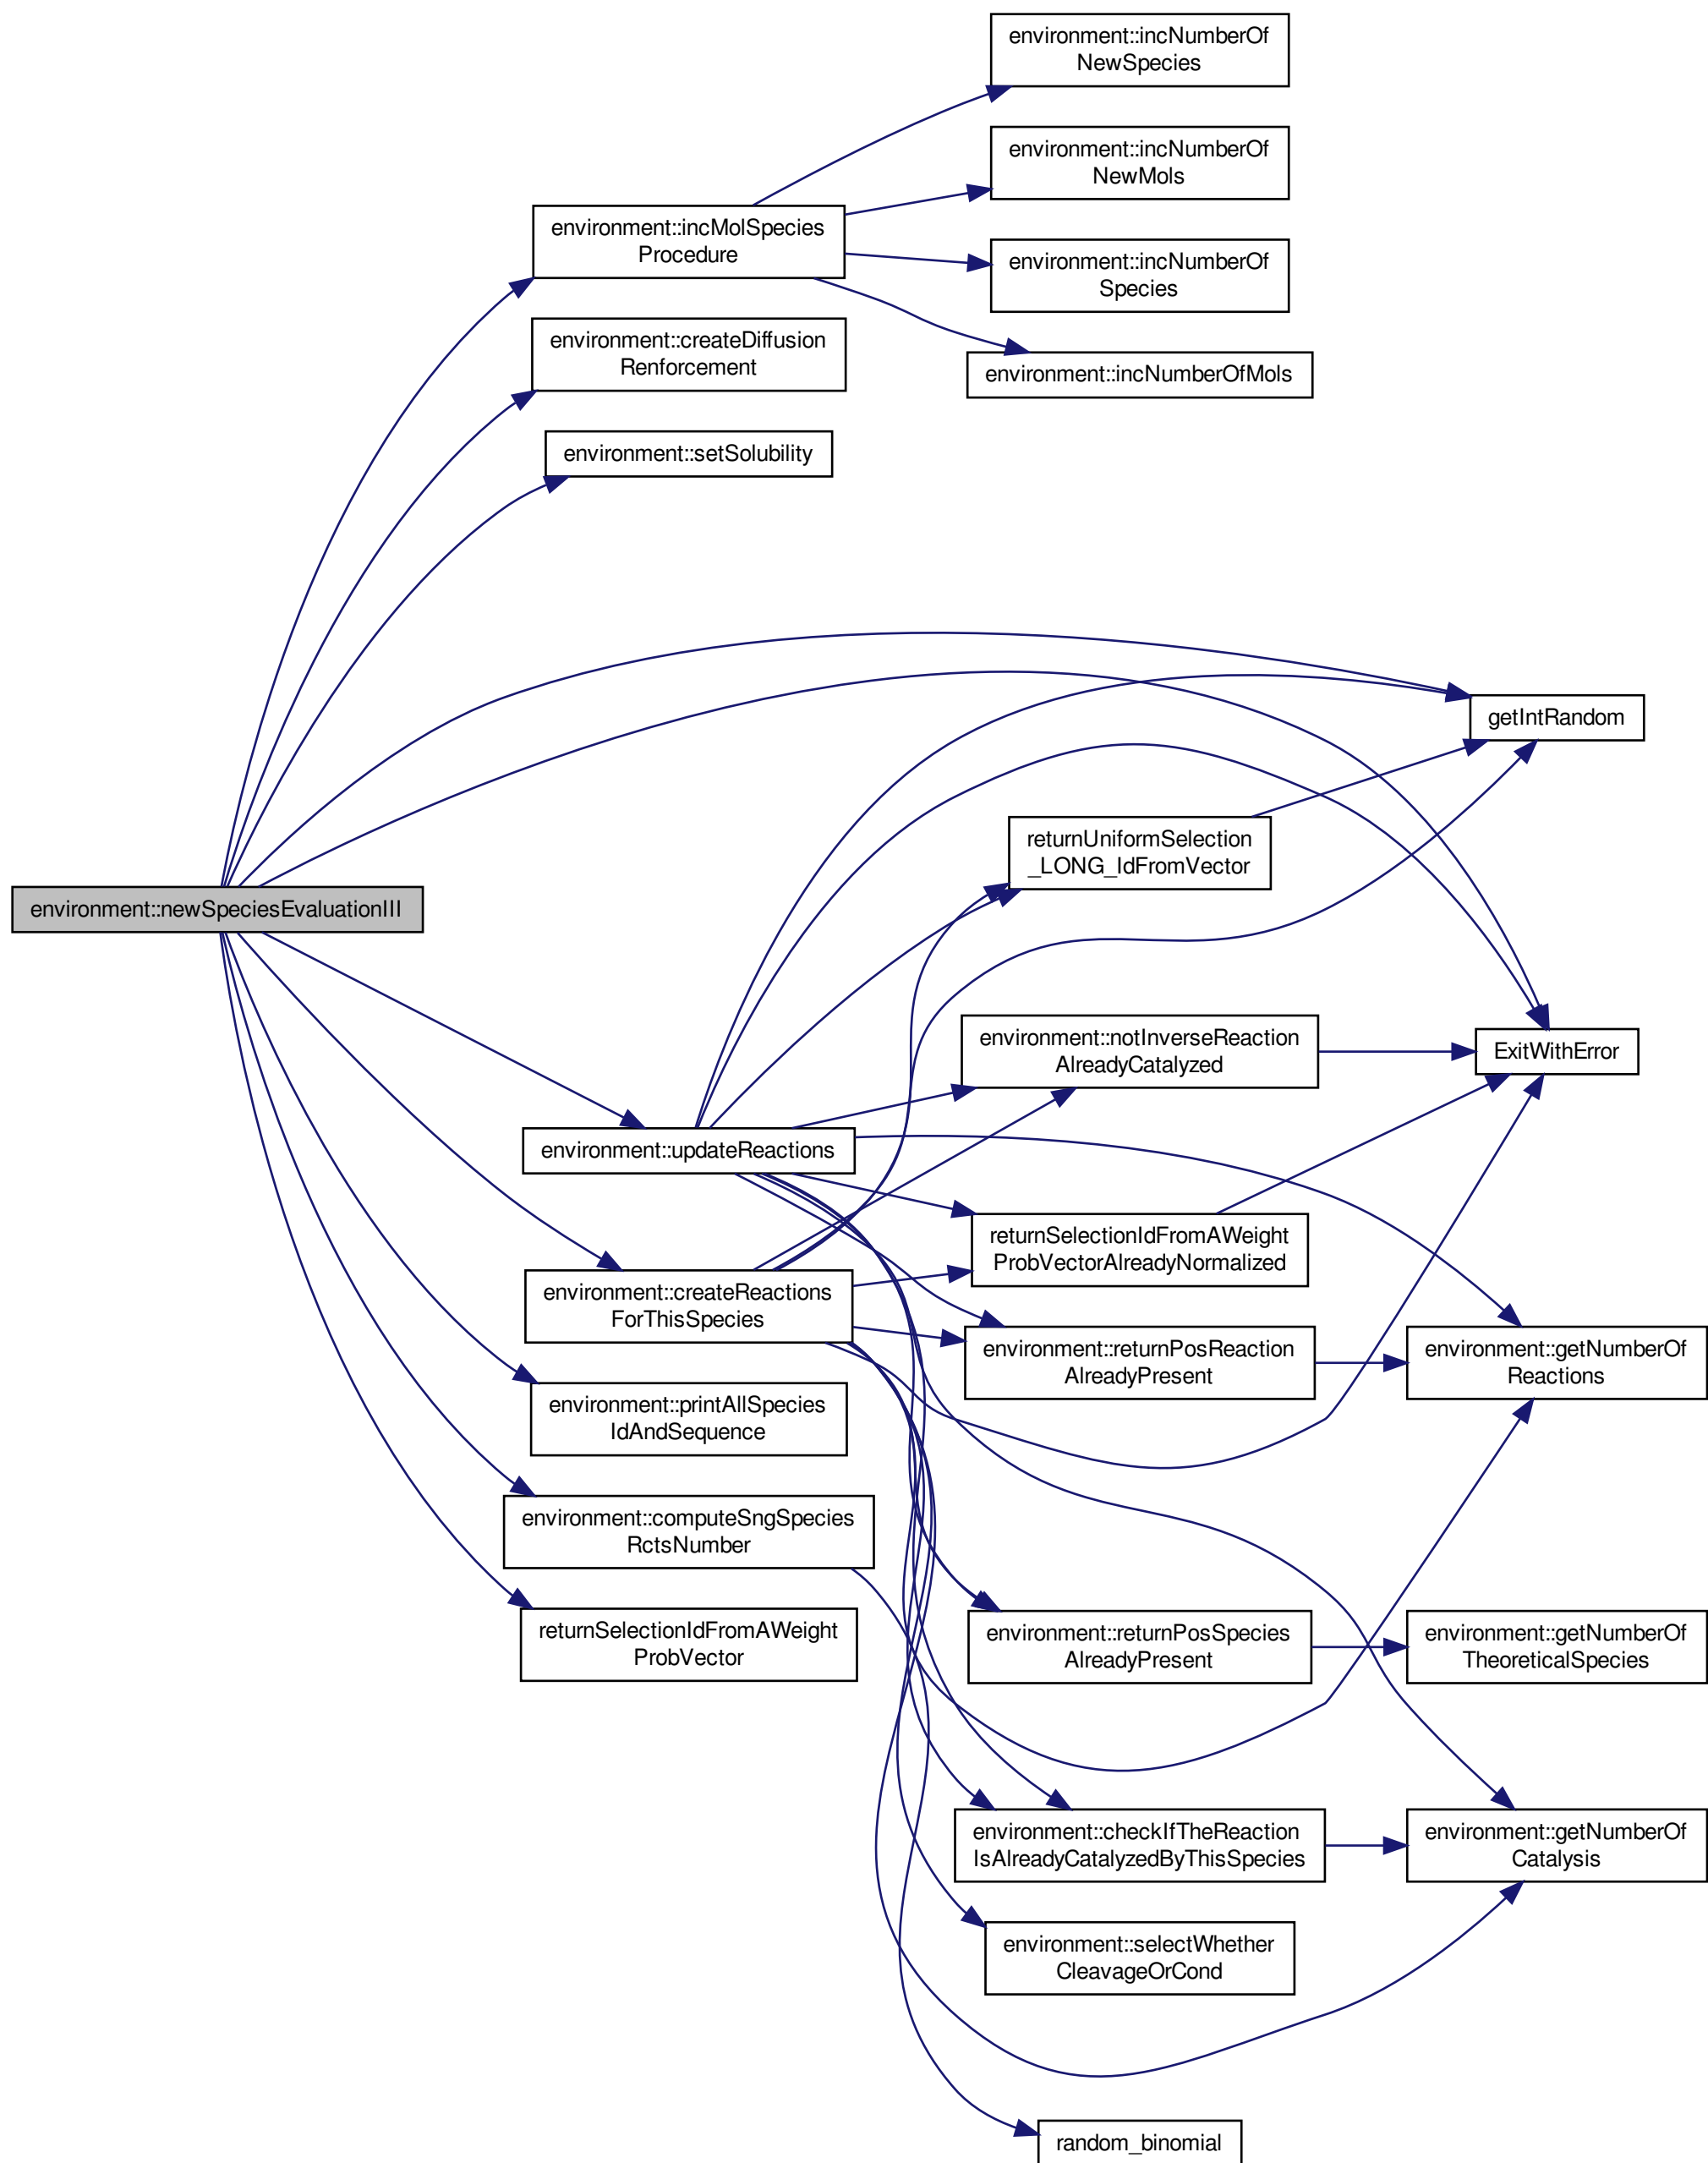 environment::incNumberOf
NewSpecies
environment::incNumberOf
NewMols
environment::incMolSpecies
Procedure
environment::incNumberOf
Species
environment::createDiffusion
Renforcement
environment::incNumberOfMols
environment::setSolubility
getIntRandom
returnUniformSelection
_LONG_IdFromVector
environment::newSpeciesEvaluationIII
environment::notInverseReaction
AlreadyCatalyzed
ExitWithError
environment::updateReactions
returnSelectionIdFromAWeight
ProbVectorAlreadyNormalized
environment::createReactions
ForThisSpecies
environment::returnPosReaction
AlreadyPresent
environment::getNumberOf
Reactions
environment::printAllSpecies
IdAndSequence
environment::computeSngSpecies
RctsNumber
returnSelectionIdFromAWeight
ProbVector
environment::returnPosSpecies
AlreadyPresent
environment::getNumberOf
TheoreticalSpecies
environment::checkIfTheReaction
IsAlreadyCatalyzedByThisSpecies
environment::getNumberOf
Catalysis
environment::selectWhether
CleavageOrCond
random_binomial